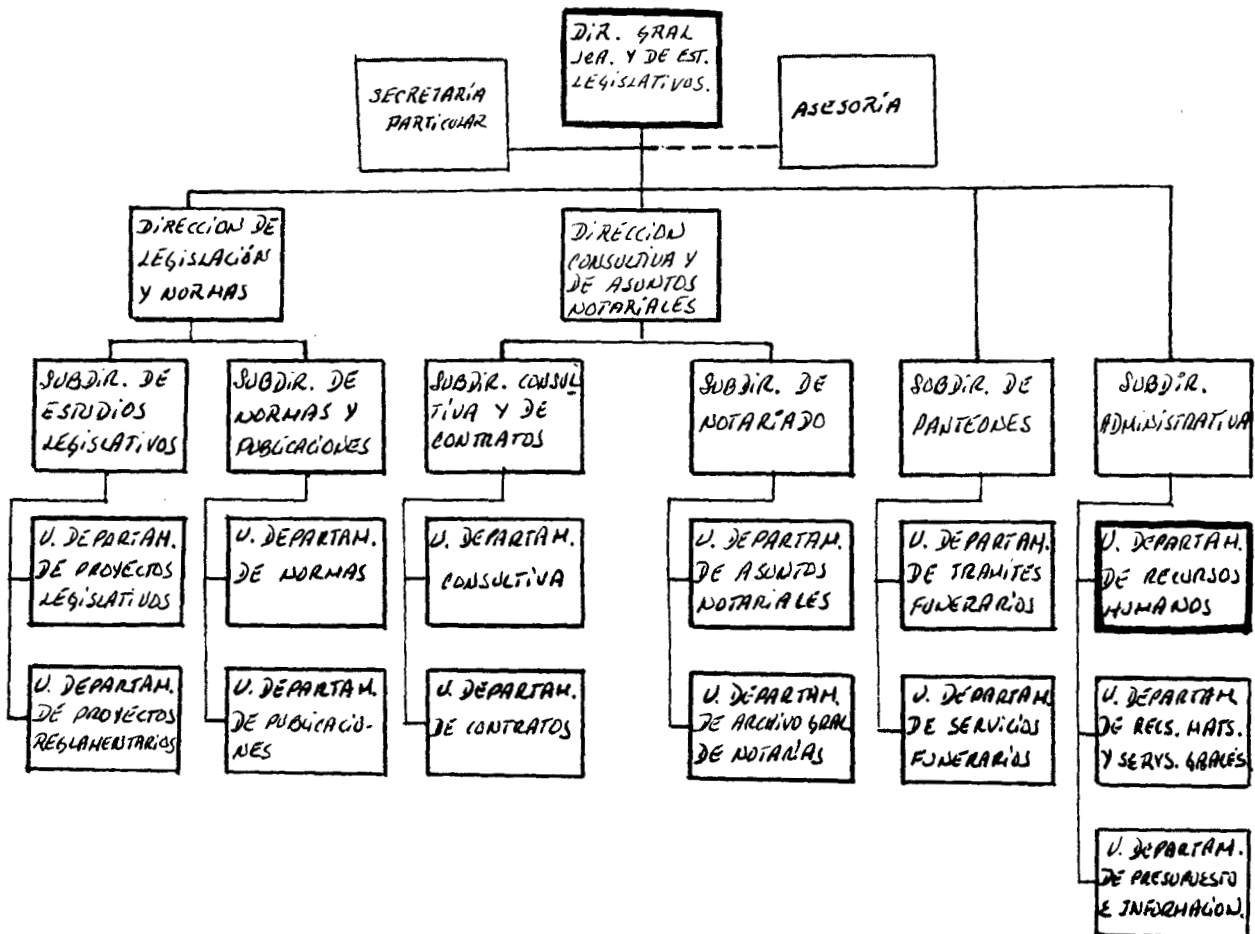 DIR. GRAL
JCA. Y DE EST.
LEGISLATIVOS.
SECRETARÍA
PARTICULAR
ASESORÍA
DIRECCION DE
LEGISLACIÓN
Y NORMAS
DIRECCION
CONSULTIVA Y
DE ASUNTOS
NOTARIALES
SUBDIR. DE
ESTUDIOS
LEGISLATIVOS
SUBDIR. DE
NORMAS Y
PUBLICACIONES
SUBDIR. CONSUL
TIVA Y DE
CONTRATOS
SUBDIR. DE
NOTARIADO
SUBDIR. DE
PANTEONES
SUBDIR.
ADMINISTRATIVA
U. DEPARTAM.
DE PROYECTOS
LEGISLATIVOS
U. DEPARTAM.
DE NORMAS
U. DEPARTAM.
CONSULTIVA
U. DEPARTAM.
DE ASUNTOS
NOTARIALES
U. DEPARTAM.
DE TRAMITES
FUNERARIOS
U. DEPARTAM.
DE RECURSOS
HUMANOS
U. DEPARTAM.
DE PROYECTOS
REGLAMENTARIOS
U. DEPARTAM.
DE PUBLICACIO-
NES
U. DEPARTAM.
DE CONTRATOS
U. DEPARTAM.
DE ARCHIVO GRAL
DE NOTARÍAS
U. DEPARTAM.
DE SERVICIOS
FUNERARIOS
U. DEPARTAM
DE RECS. MATS.
Y SERVS. GRALES
U. DEPARTAM.
DE PRESUPUESTO
E INFORMACION.